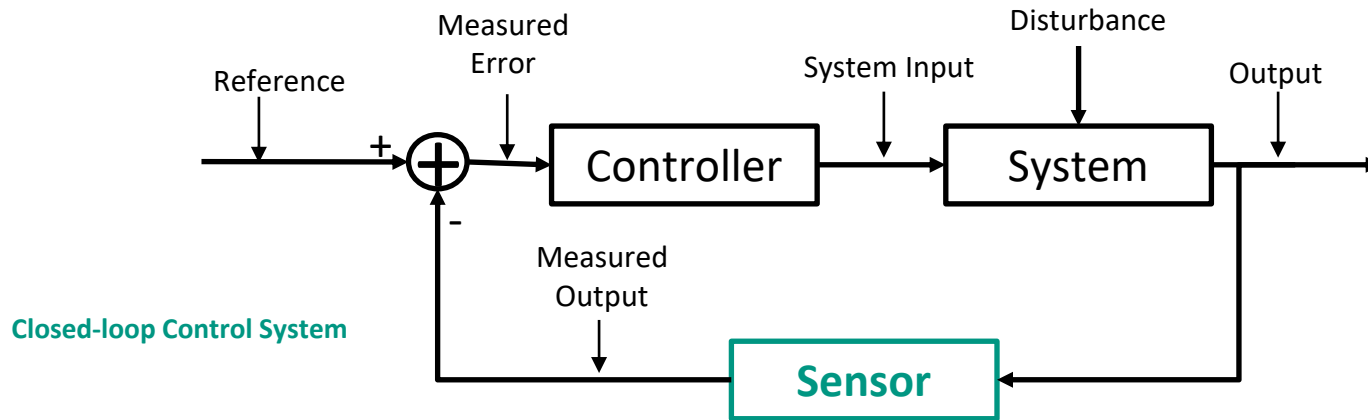 Disturbance
Measured
Error
System Input
Output
Reference
+
Controller
System
-
Measured
Output
Closed-loop Control System
Sensor